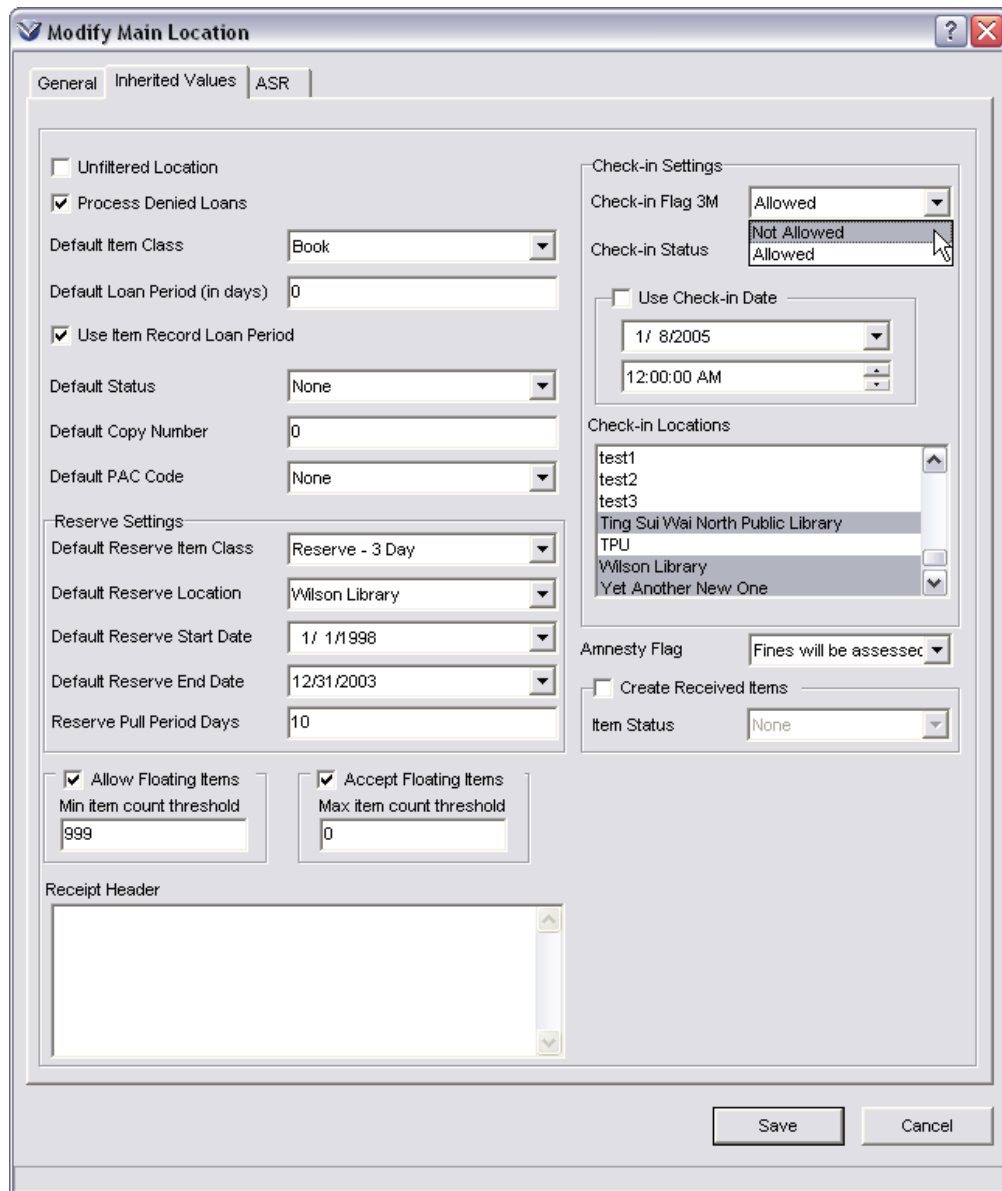 Modify Main Location
General
Inherited Values
ASR
Unfiltered Location
Process Denied Loans
Default Item Class
Book
Default Loan Period (in days)
0
Use Item Record Loan Period
Default Status
None
Default Copy Number
0
Default PAC Code
None
Reserve Settings
Default Reserve Item Class
Reserve - 3 Day
Default Reserve Location
Wilson Library
Default Reserve Start Date
1/ 1/1998
Default Reserve End Date
12/31/2003
Reserve Pull Period Days
10
Allow Floating Items
Min item count threshold
999
Accept Floating Items
Max item count threshold
0
Receipt Header
Check-in Settings
Check-in Flag 3M
Allowed
Not Allowed
Allowed
Check-in Status
Use Check-in Date
1/ 8/2005
12:00:00 AM
Check-in Locations
test1
test2
test3
Ting Sui Wai North Public Library
TPU
Wilson Library
Yet Another New One
Amnesty Flag
Fines will be assessec
Create Received Items
Item Status
None
Save
Cancel